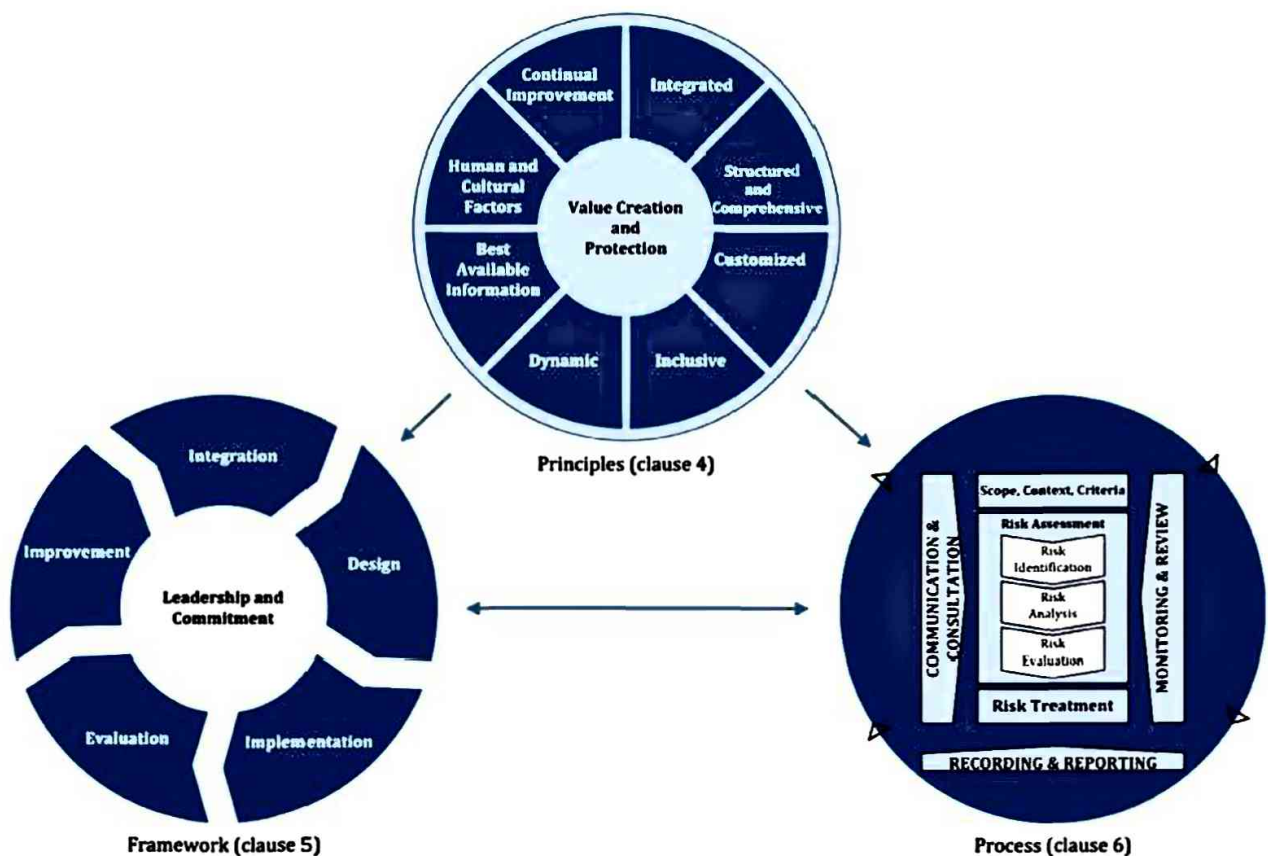 Continual
Improvement
Integrated
Structured
and
Comprehensive
Customized
Inclusive
Dynamic
Best
Available
Information
Human and
Cultural
Factors
Value Creation
and
Protection
Principles (clause 4)
Integration
Design
Implementation
Evaluation
Improvement
Leadership and
Commitment
Framework (clause 5)
Scope, Context, Criteria
Risk Assessment
Risk
Identification
Risk
Analysis
Risk
Evaluation
Risk Treatment
COMMUNICATION &
CONSULTATION
MONITORING & REVIEW
RECORDING & REPORTING
Process (clause 6)